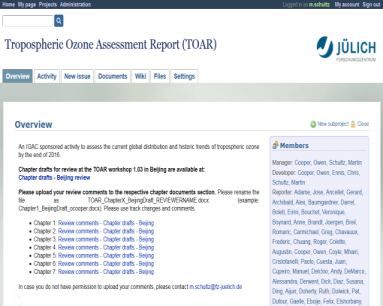 Home My page Projects Administration
Logged in as m.schultz My account Sign out
Tropospheric Ozone Assessment Report (TOAR)
JÜLICH
FORSCHUNGSZENTRUM
Overview Activity New issue Documents Wiki Files Settings
Overview
New subproject Close
An IGAC sponsored activity to assess the current global distribution and historic trends of tropospheric ozone
by the end of 2016.
Chapter drafts for review at the TOAR workshop 1.03 in Beijing are available at:
Chapter drafts - Beijing review
Please upload your review comments to the respective chapter documents section. Please rename the
file as TOAR_ChapterX_BeijingDraft_REVIEWERNAME.docx (example:
Chapter1_BeijingDraft_ocooper.docx). Please use track changes and comments.
Chapter 1: Review comments - Chapter drafts - Beijing
Chapter 2: Review comments - Chapter drafts - Beijing
Chapter 3: Review comments - Chapter drafts - Beijing
Chapter 4: Review comments - Chapter drafts - Beijing
Chapter 5: Review comments - Chapter drafts - Beijing
Chapter 6: Review comments - Chapter drafts - Beijing
Chapter 7: Review comments - Chapter drafts - Beijing
In case you do not have permission to upload your comments, please contact m.schultz@fz-juelich.de
Members
Manager: Cooper, Owen, Schultz, Martin
Developer: Cooper, Owen, Ennis, Chris,
Schultz, Martin
Reporter: Adame, Jose, Ancellet, Gerard,
Archibald, Alex, Baumgardner, Darrel,
Boleti, Eirini, Bouchet, Veronique,
Boynard, Anne, Brandt, Joergen, Breil,
Romaric, Carmichael, Greg, Chavaux,
Frederic, Chuang, Roger, Colette,
Augustin, Cooper, Owen, Coyle, Mhairi,
Cristofanelli, Paolo, Cuesta, Juan,
Cupeiro, Manuel, Delcloo, Andy, DeMarco,
Alessandra, Derwent, Dick, Diaz, Susana,
Ding, Aijun, Doherty, Ruth, Dolwick, Pat,
Dufour, Gaelle, Eboje, Felix, Elshorbany,